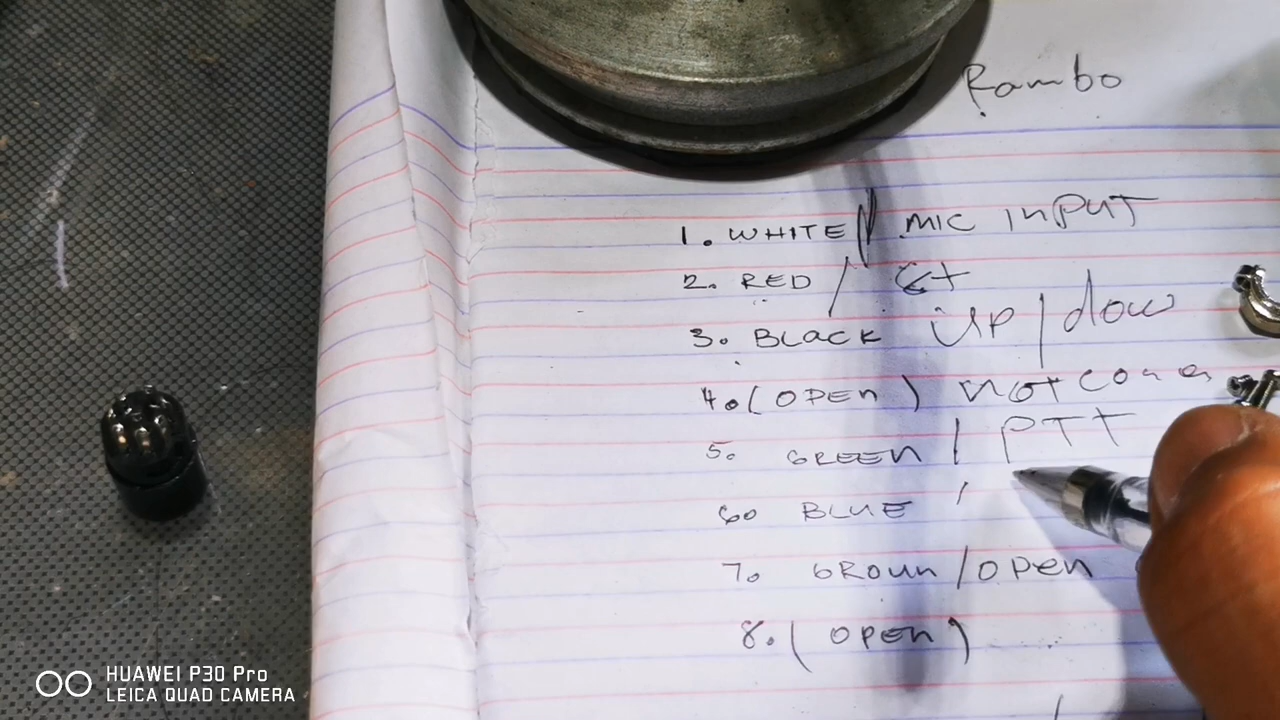 Rambo
1. WHITE / MIC INPUT
2. RED /
3. BLACK UP / dow
4. (OPEN) not conn
5. GREEN / PTT
6. BLUE /
7. GROUN / OPEN
8. (OPEN)
HUAWEI P30 Pro
LEICA QUAD CAMERA